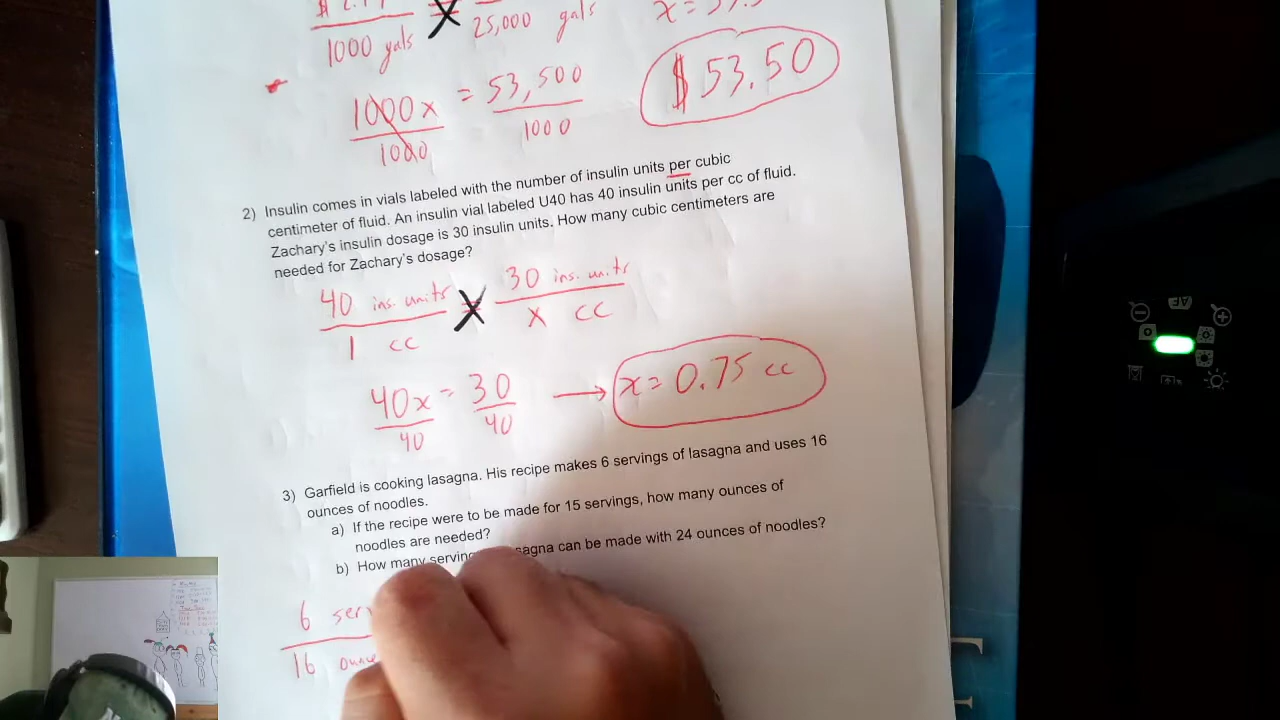 1000 gals
25,000 gals
1000x = 53,500
1000 1000
$ 53.50
2) Insulin comes in vials labeled with the number of insulin units per cubic
centimeter of fluid. An insulin vial labeled U40 has 40 insulin units per cc of fluid.
Zachary's insulin dosage is 30 insulin units. How many cubic centimeters are
needed for Zachary's dosage?
40 ins. units 30 ins. units
1 cc x cc
40x = 30 → x = 0.75 cc
40 40
3) Garfield is cooking lasagna. His recipe makes 6 servings of lasagna and uses 16
ounces of noodles.
a) If the recipe were to be made for 15 servings, how many ounces of
noodles are needed?
b) How many can be made with 24 ounces of noodles?
6
16
AF